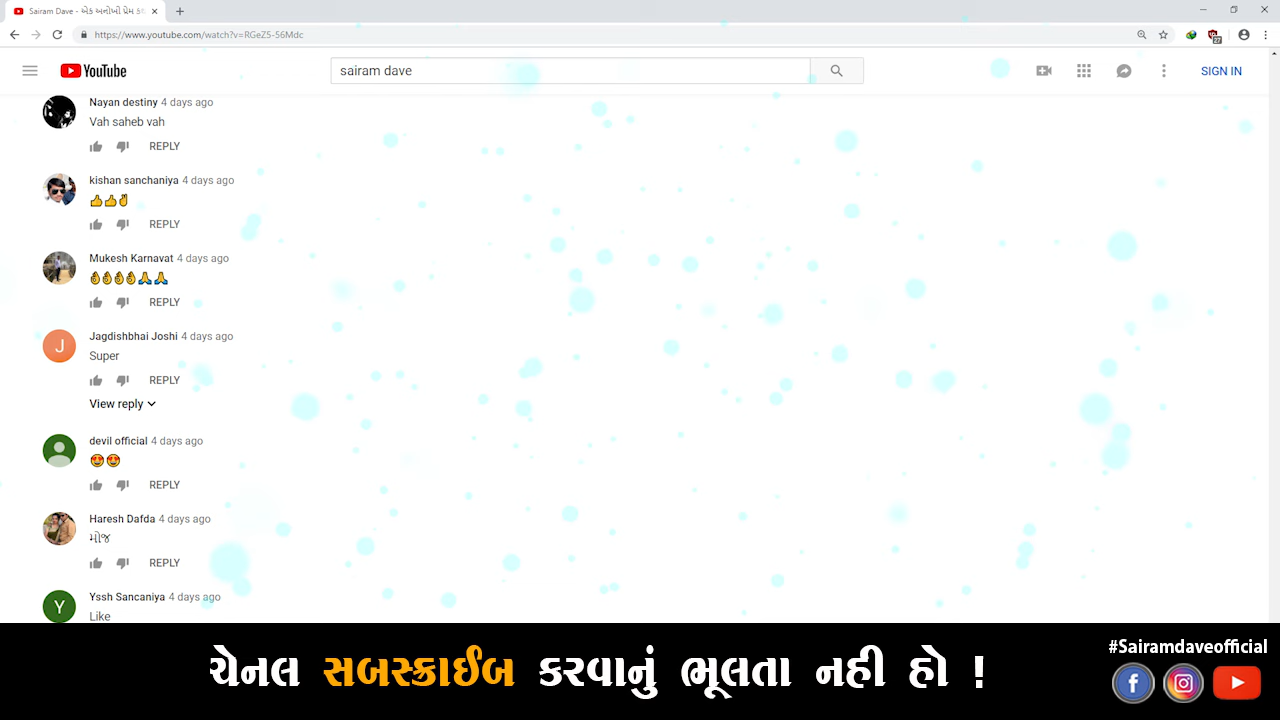 Sairam Dave - એક અનોખો પ્રેમ કર
https://www.youtube.com/watch?v=RGeZ5-56Mdc
27
YouTube
sairam dave
SIGN IN
Nayan destiny 4 days ago
Vah saheb vah
REPLY
kishan sanchaniya 4 days ago
👍👍✌
REPLY
Mukesh Karnavat 4 days ago
👌👌👌👌🙏🙏
REPLY
J
Jagdishbhai Joshi 4 days ago
Super
REPLY
View reply
devil official 4 days ago
😍😍
REPLY
Haresh Dafda 4 days ago
મોજ
REPLY
Y
Yssh Sancaniya 4 days ago
Like
ચેનલ સબસ્ક્રાઈબ કરવાનું ભૂલતા નહી હો !
#Sairamdaveofficial